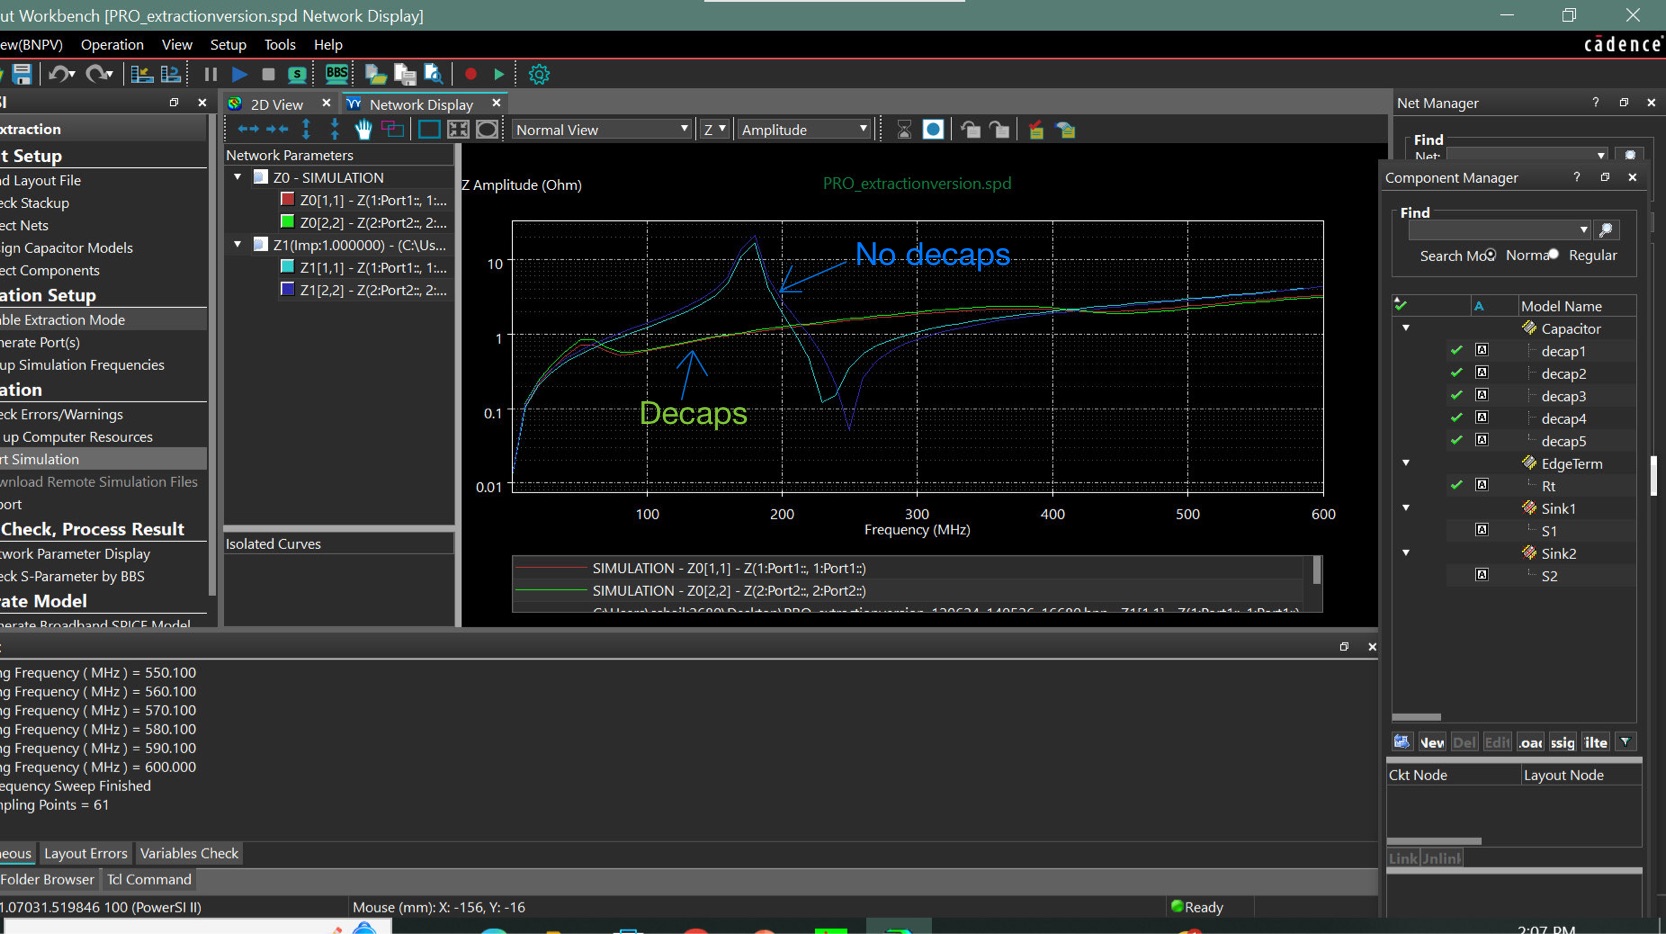 ut Workbench [PRO_extractionversion.spd Network Display]
ew(BNPV) Operation View Setup Tools Help
cādence
BBS
SI
2D View
Network Display
Net Manager
xtraction
t Setup
ad Layout File
eck Stackup
ect Nets
sign Capacitor Models
ect Components
ation Setup
ble Extraction Mode
nerate Port(s)
up Simulation Frequencies
ation
eck Errors/Warnings
up Computer Resources
rt Simulation
wnload Remote Simulation Files
port
Check, Process Result
twork Parameter Display
eck S-Parameter by BBS
rate Model
nerate Broadband SPICE Model
Normal View
Z
Amplitude
Network Parameters
Z0 - SIMULATION
Z0[1,1] - Z(1:Port1::, 1:...
Z0[2,2] - Z(2:Port2::, 2:...
Z1(Imp:1.000000) - (C:\Us...
Z1[1,1] - Z(1:Port1::, 1:...
Z1[2,2] - Z(2:Port2::, 2:...
Isolated Curves
Z Amplitude (Ohm)
PRO_extractionversion.spd
No decaps
Decaps
10
1
0.1
0.01
100 200 300 400 500 600
Frequency (MHz)
SIMULATION - Z0[1,1] - Z(1:Port1::, 1:Port1::)
SIMULATION - Z0[2,2] - Z(2:Port2::, 2:Port2::)
Find
Net:
Component Manager
Find
Search Mo Norma Regular
A Model Name
Capacitor
decap1
decap2
decap3
decap4
decap5
EdgeTerm
Rt
Sink1
S1
Sink2
S2
New Del Edit .oac ssig ilte
Ckt Node Layout Node
Link Jnlink
ng Frequency ( MHz ) = 550.100
ng Frequency ( MHz ) = 560.100
ng Frequency ( MHz ) = 570.100
ng Frequency ( MHz ) = 580.100
ng Frequency ( MHz ) = 590.100
ng Frequency ( MHz ) = 600.000
equency Sweep Finished
npling Points = 61
neous Layout Errors Variables Check
Folder Browser Tcl Command
1.07031.519846 100 (PowerSI II)
Mouse (mm): X: -156, Y: -16
Ready
2:07 PM